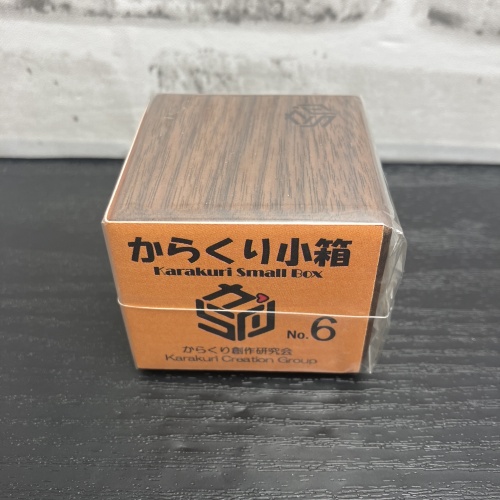 からくり小箱
Karakuri Small Box
No.6
からくり創作研究会
Karakuri Creation Group